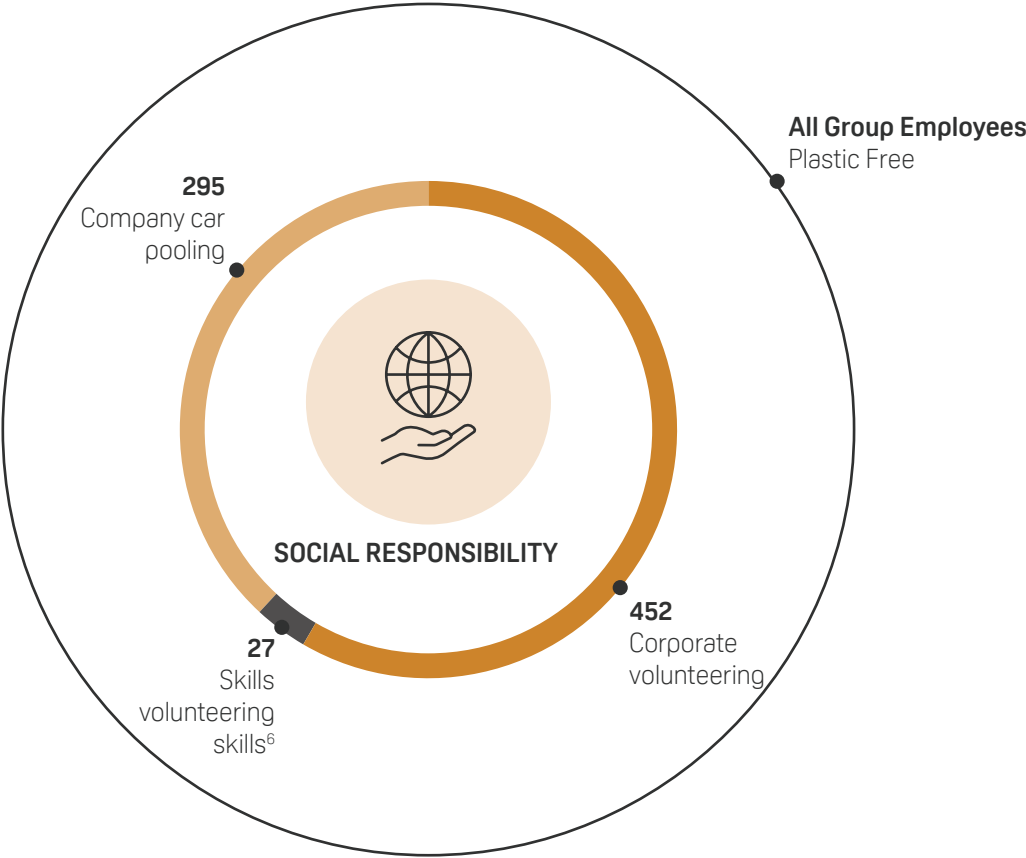 All Group Employees
Plastic Free
295
Company car
pooling
SOCIAL RESPONSIBILITY
452
Corporate
volunteering
27
Skills
volunteering
skills⁶